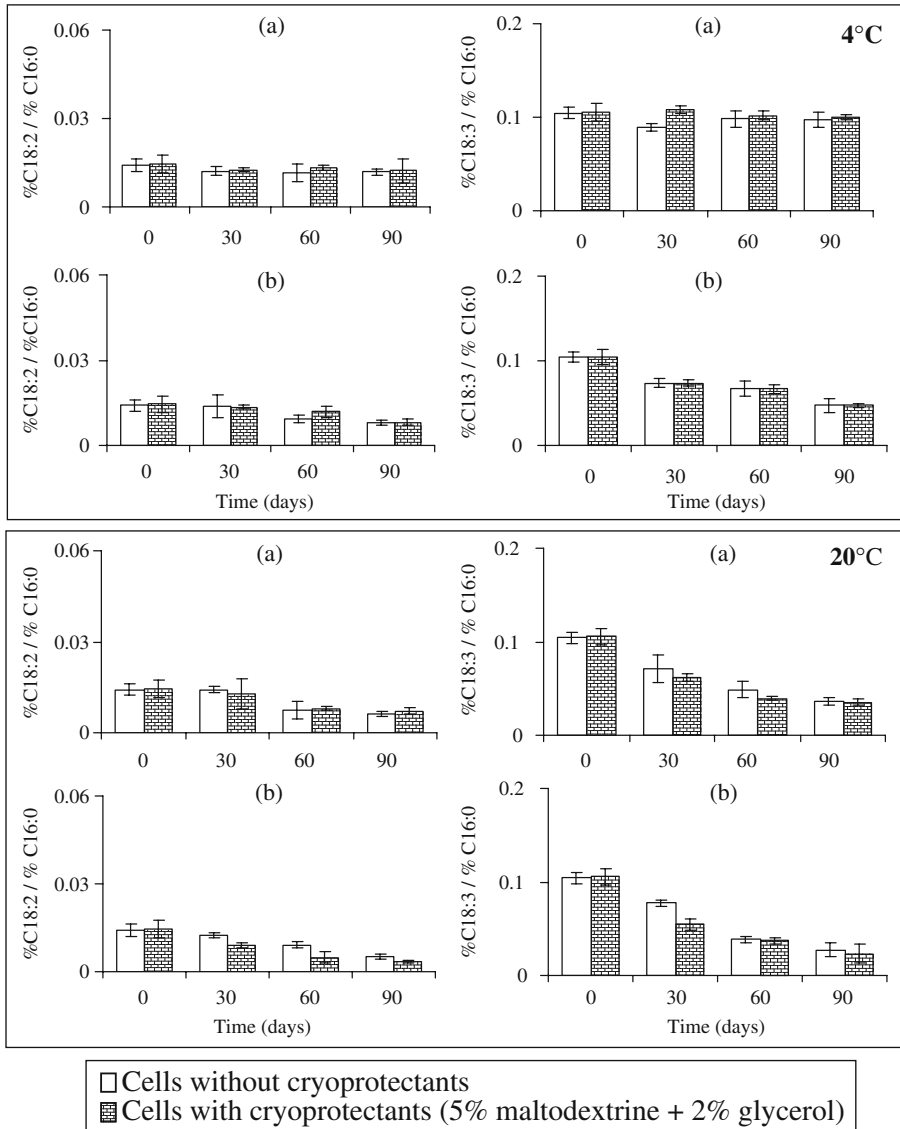 (a)
%C18:2 / % C16:0
0.06
0.03
0
0 30 60 90
(a)
4°C
%C18:3 / % C16:0
0.2
0.1
0
0 30 60 90
(b)
%C18:2 / %C16:0
0.06
0.03
0
0 30 60 90
Time (days)
(b)
%C18:3 / % C16:0
0.2
0.1
0
0 30 60 90
Time (days)
(a)
%C18:2 / % C16:0
0.06
0.03
0
0 30 60 90
(a)
20°C
%C18:3 / % C16:0
0.2
0.1
0
0 30 60 90
(b)
%C18:2 / % C16:0
0.06
0.03
0
0 30 60 90
Time (days)
(b)
%C18:3 / % C16:0
0.2
0.1
0
0 30 60 90
Time (days)
Cells without cryoprotectants
Cells with cryoprotectants (5% maltodextrine + 2% glycerol)